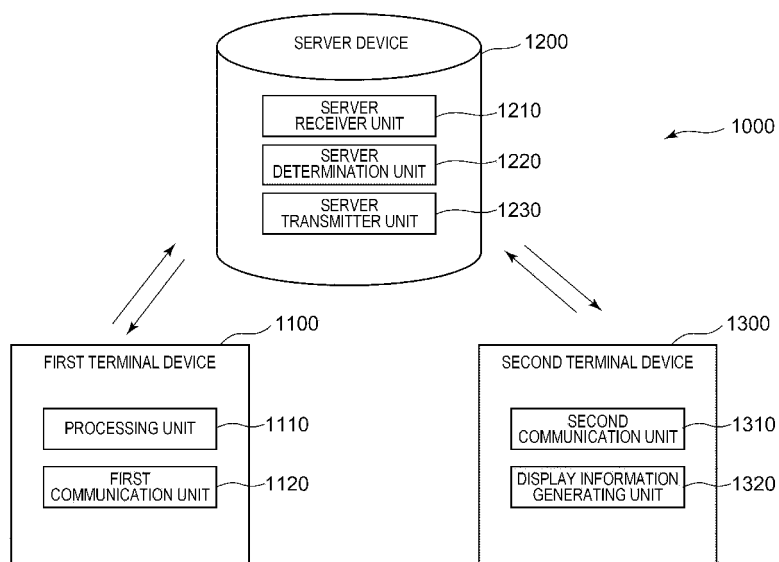 SERVER DEVICE
1200
SERVER
RECEIVER UNIT
1210
1000
SERVER
DETERMINATION UNIT
1220
SERVER
TRANSMITTER UNIT
1230
1100
FIRST TERMINAL DEVICE
PROCESSING UNIT
1110
FIRST
COMMUNICATION UNIT
1120
1300
SECOND TERMINAL DEVICE
SECOND
COMMUNICATION UNIT
1310
DISPLAY INFORMATION
GENERATING UNIT
1320